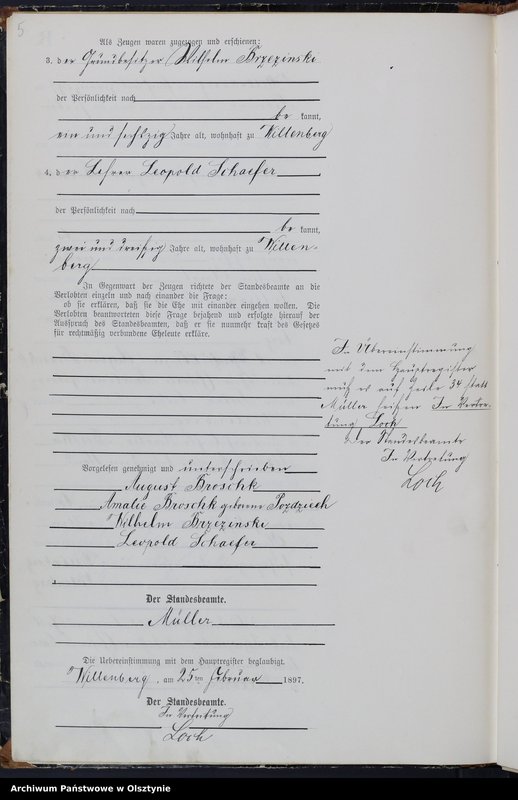 5
Als Zeugen waren zugezogen und erschienen:
3. der Grundbesitzer Wilhelm Brzezinski
der Persönlichkeit nach
be kannt,
ein und sechszig Jahre alt, wohnhaft zu Willenberg
4. der Lehrer Leopold Schaefer
der Persönlichkeit nach
be kannt,
zwei und dreißig Jahre alt, wohnhaft zu Willen-
berg
In Gegenwart der Zeugen richtete der Standesbeamte an die
Verlobten einzeln und nach einander die Frage:
ob sie erklären, daß sie die Ehe mit einander eingehen wollen. Die
Verlobten beantworteten diese Frage bejahend und erfolgte hierauf der
Ausspruch des Standesbeamten, daß er sie nunmehr kraft des Gesetzes
für rechtmäßig verbundene Eheleute erkläre.
In Übereinstimmung
mit dem Hauptregister
muß es auf Zeile 34 statt
Müller heißen In Vertre-
tung Loch
Der Standesbeamte
In Vertretung
Loch
Vorgelesen genehmigt und unterschrieben
August Broschk
Amalie Broschk geborene Pozdziech
Wilhelm Brzezinski
Leopold Schaefer
Der Standesbeamte.
Müller
Die Uebereinstimmung mit dem Hauptregister beglaubigt.
Willenberg, am 25ten Februar 1897.
Der Standesbeamte.
In Vertretung
Loch
Archiwum Państwowe w Olsztynie